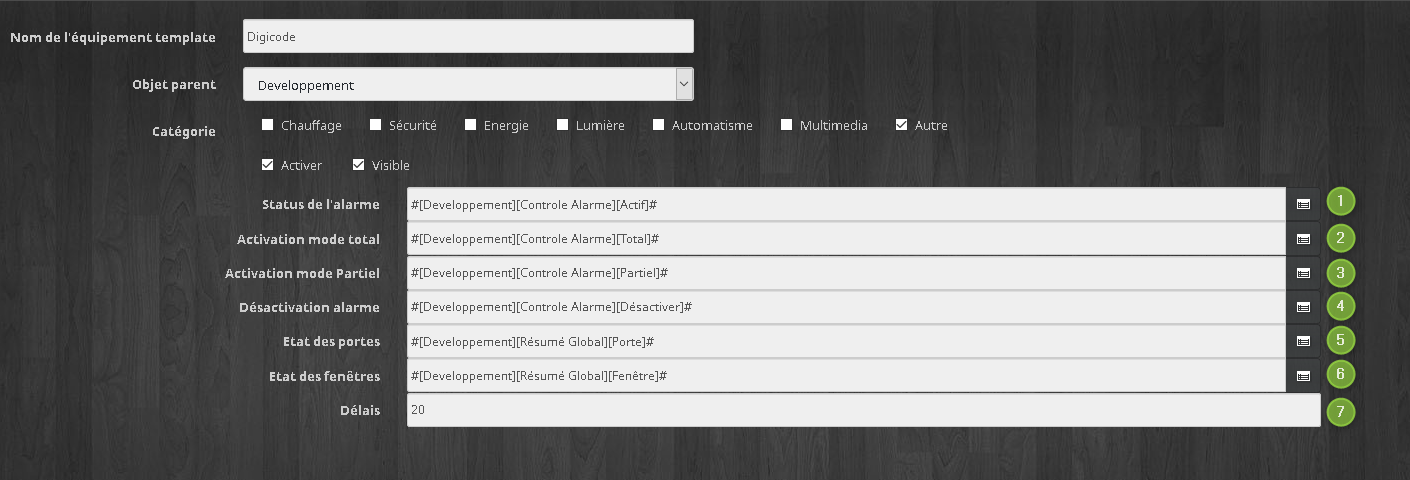 Nom de l'équipement template Digicode
Objet parent Developpement
Catégorie Chauffage Sécurité Energie Lumière Automatisme Multimedia Autre
Activer Visible
Status de l'alarme #[Developpement][Controle Alarme][Actif]# 1
Activation mode total #[Developpement][Controle Alarme][Total]# 2
Activation mode Partiel #[Developpement][Controle Alarme][Partiel]# 3
Désactivation alarme #[Developpement][Controle Alarme][Désactiver]# 4
Etat des portes #[Developpement][Résumé Global][Porte]# 5
Etat des fenêtres #[Developpement][Résumé Global][Fenêtre]# 6
Délais 20 7